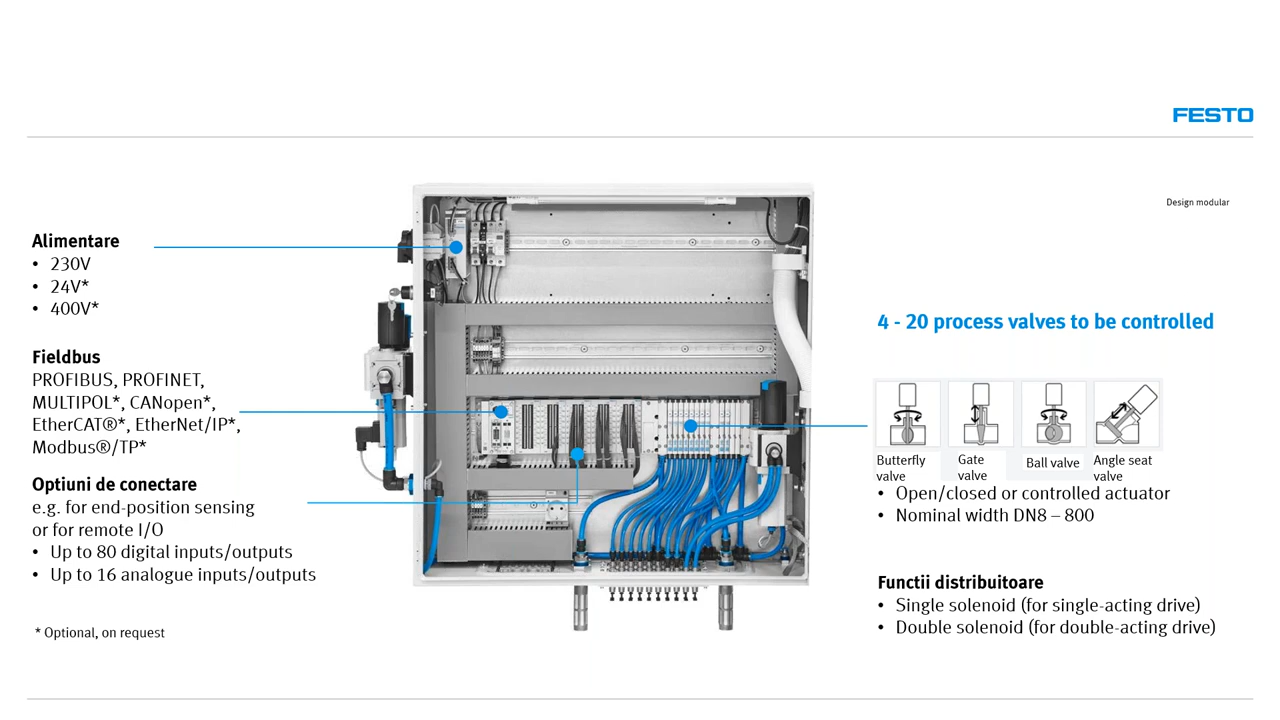 FESTO
Design modular
Alimentare
• 230V
• 24V*
• 400V*
Fieldbus
PROFIBUS, PROFINET,
MULTIPOL*, CANopen*,
EtherCAT®*, EtherNet/IP*,
Modbus®/TP*
Optiuni de conectare
e.g. for end-position sensing
or for remote I/O
• Up to 80 digital inputs/outputs
• Up to 16 analogue inputs/outputs
* Optional, on request
4 - 20 process valves to be controlled
Butterfly
valve
Gate
valve
Ball valve
Angle seat
valve
• Open/closed or controlled actuator
• Nominal width DN8 – 800
Functii distribuitoare
• Single solenoid (for single-acting drive)
• Double solenoid (for double-acting drive)